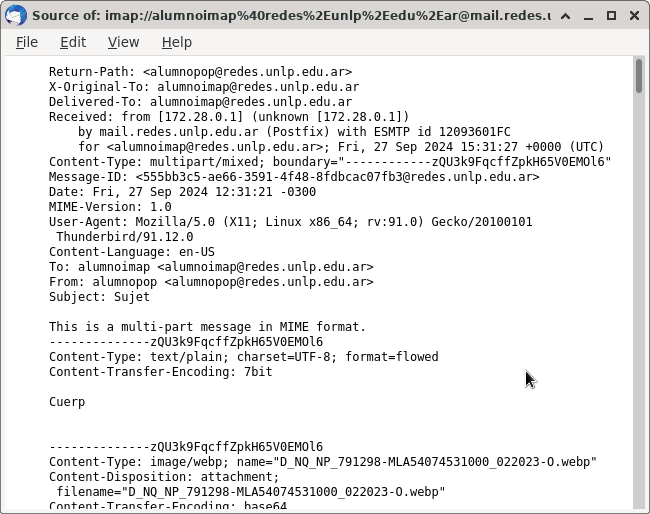 Source of: imap://alumnoimap%40redes%2Eunlp%2Eedu%2Ear@mail.redes.u
File Edit View Help
Return-Path: <alumnopop@redes.unlp.edu.ar>
X-Original-To: alumnoimap@redes.unlp.edu.ar
Delivered-To: alumnoimap@redes.unlp.edu.ar
Received: from [172.28.0.1] (unknown [172.28.0.1])
by mail.redes.unlp.edu.ar (Postfix) with ESMTP id 12093601FC
for <alumnoimap@redes.unlp.edu.ar>; Fri, 27 Sep 2024 15:31:27 +0000 (UTC)
Content-Type: multipart/mixed; boundary="------------zQU3k9FqcffZpkH65V0EMOl6"
Message-ID: <555bb3c5-ae66-3591-4f48-8fdbcac07fb3@redes.unlp.edu.ar>
Date: Fri, 27 Sep 2024 12:31:21 -0300
MIME-Version: 1.0
User-Agent: Mozilla/5.0 (X11; Linux x86_64; rv:91.0) Gecko/20100101
Thunderbird/91.12.0
Content-Language: en-US
To: alumnoimap <alumnoimap@redes.unlp.edu.ar>
From: alumnopop <alumnopop@redes.unlp.edu.ar>
Subject: Sujet
This is a multi-part message in MIME format.
--------------zQU3k9FqcffZpkH65V0EMOl6
Content-Type: text/plain; charset=UTF-8; format=flowed
Content-Transfer-Encoding: 7bit
Cuerp
--------------zQU3k9FqcffZpkH65V0EMOl6
Content-Type: image/webp; name="D_NQ_NP_791298-MLA54074531000_022023-O.webp"
Content-Disposition: attachment;
filename="D_NQ_NP_791298-MLA54074531000_022023-O.webp"
Content-Transfer-Encoding: base64